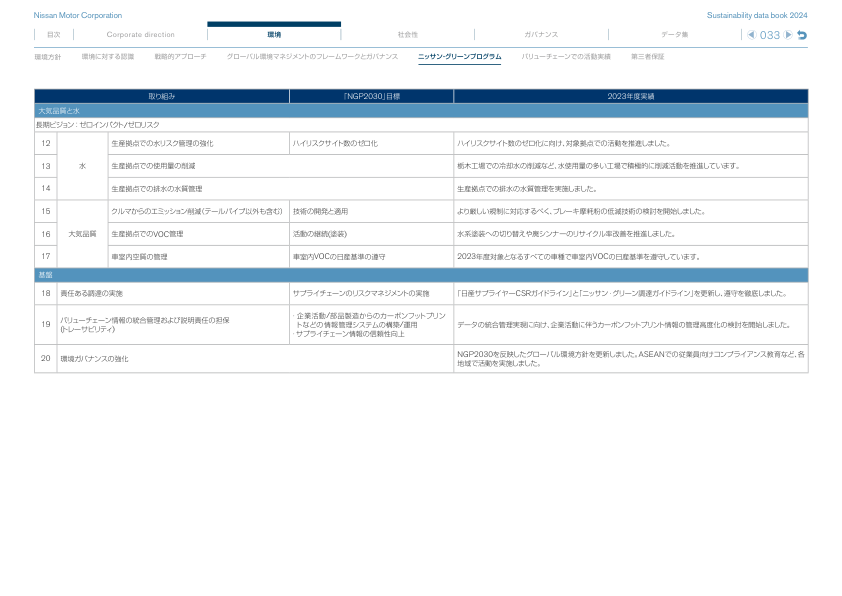 Nissan Motor Corporation
Sustainability data book 2024
目次 Corporate direction 環境 社会性 ガバナンス データ集 033
環境方針 環境に対する認識 戦略的アプローチ グローバル環境マネジメントのフレームワークとガバナンス ニッサン・グリーンプログラム バリューチェーンでの活動実績 第三者保証
取り組み 「NGP2030」目標 2023年度実績
大気品質と水
長期ビジョン：ゼロインパクト/ゼロリスク
12 水 生産拠点での水リスク管理の強化 ハイリスクサイト数のゼロ化 ハイリスクサイト数のゼロ化に向け、対象拠点での活動を推進しました。
13 生産拠点での使用量の削減 栃木工場での冷却水の削減など、水使用量の多い工場で積極的に削減活動を推進しています。
14 生産拠点での排水の水質管理 生産拠点での排水の水質管理を実施しました。
15 大気品質 クルマからのエミッション削減（テールパイプ以外も含む） 技術の開発と適用 より厳しい規制に対応するべく、ブレーキ摩耗粉の低減技術の検討を開始しました。
16 生産拠点でのVOC管理 活動の継続（塗装） 水系塗装への切り替えや廃シンナーのリサイクル率改善を推進しました。
17 車室内空質の管理 車室内VOCの日産基準の遵守 2023年度対象となるすべての車種で車室内VOCの日産基準を遵守しています。
基盤
18 責任ある調達の実施 サプライチェーンのリスクマネジメントの実施 「日産サプライヤーCSRガイドライン」と「ニッサン・グリーン調達ガイドライン」を更新し、遵守を徹底しました。
19 バリューチェーン情報の統合管理および説明責任の担保
（トレーサビリティ）
・企業活動/部品製造からのカーボンフットプリン
トなどの情報管理システムの構築/運用
・サプライチェーン情報の信頼性向上
データの統合管理実現に向け、企業活動に伴うカーボンフットプリント情報の管理高度化の検討を開始しました。
20 環境ガバナンスの強化
NGP2030を反映したグローバル環境方針を更新しました。ASEANでの従業員向けコンプライアンス教育など、各
地域で活動を実施しました。